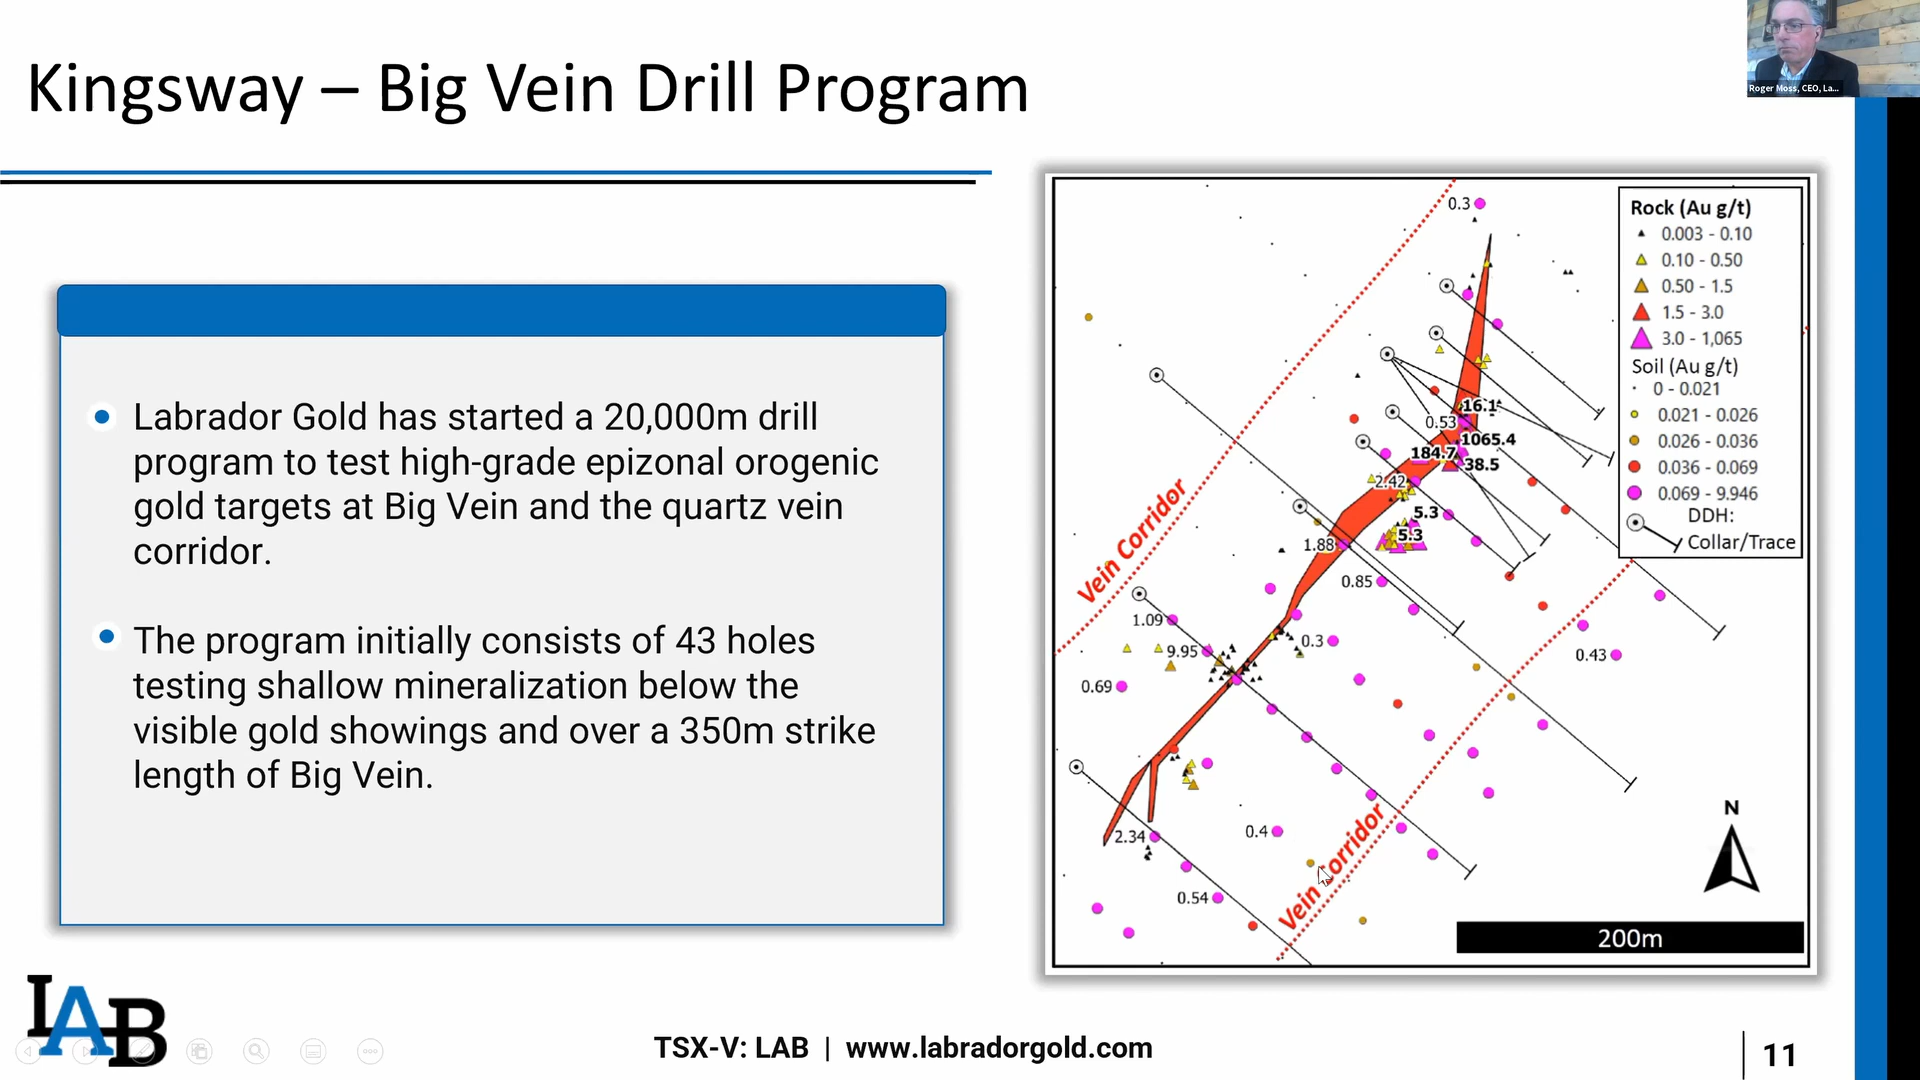 Kingsway – Big Vein Drill Program
Roger Moss, CEO, La...
Labrador Gold has started a 20,000m drill
program to test high-grade epizonal orogenic
gold targets at Big Vein and the quartz vein
corridor.
The program initially consists of 43 holes
testing shallow mineralization below the
visible gold showings and over a 350m strike
length of Big Vein.
Rock (Au g/t)
0.003 - 0.10
0.10 - 0.50
0.50 - 1.5
1.5 - 3.0
3.0 - 1,065
Soil (Au g/t)
0 - 0.021
0.021 - 0.026
0.026 - 0.036
0.036 - 0.069
0.069 - 9.946
DDH:
Collar/Trace
0.3
16.1
0.53
1065.4
184.7
38.5
2.42
5.3
5.3
1.88
0.85
Vein Corridor
1.09
9.95
0.3
0.43
0.69
2.34
0.4
0.54
Vein Corridor
N
200m
LAB
TSX-V: LAB | www.labradorgold.com
11